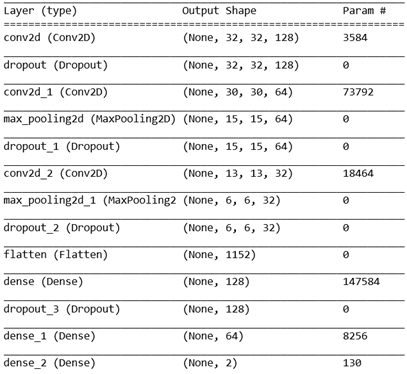 Layer (type) Output Shape Param #
conv2d (Conv2D) (None, 32, 32, 128) 3584
dropout (Dropout) (None, 32, 32, 128) 0
conv2d_1 (Conv2D) (None, 30, 30, 64) 73792
max_pooling2d (MaxPooling2D) (None, 15, 15, 64) 0
dropout_1 (Dropout) (None, 15, 15, 64) 0
conv2d_2 (Conv2D) (None, 13, 13, 32) 18464
max_pooling2d_1 (MaxPooling2 (None, 6, 6, 32) 0
dropout_2 (Dropout) (None, 6, 6, 32) 0
flatten (Flatten) (None, 1152) 0
dense (Dense) (None, 128) 147584
dropout_3 (Dropout) (None, 128) 0
dense_1 (Dense) (None, 64) 8256
dense_2 (Dense) (None, 2) 130